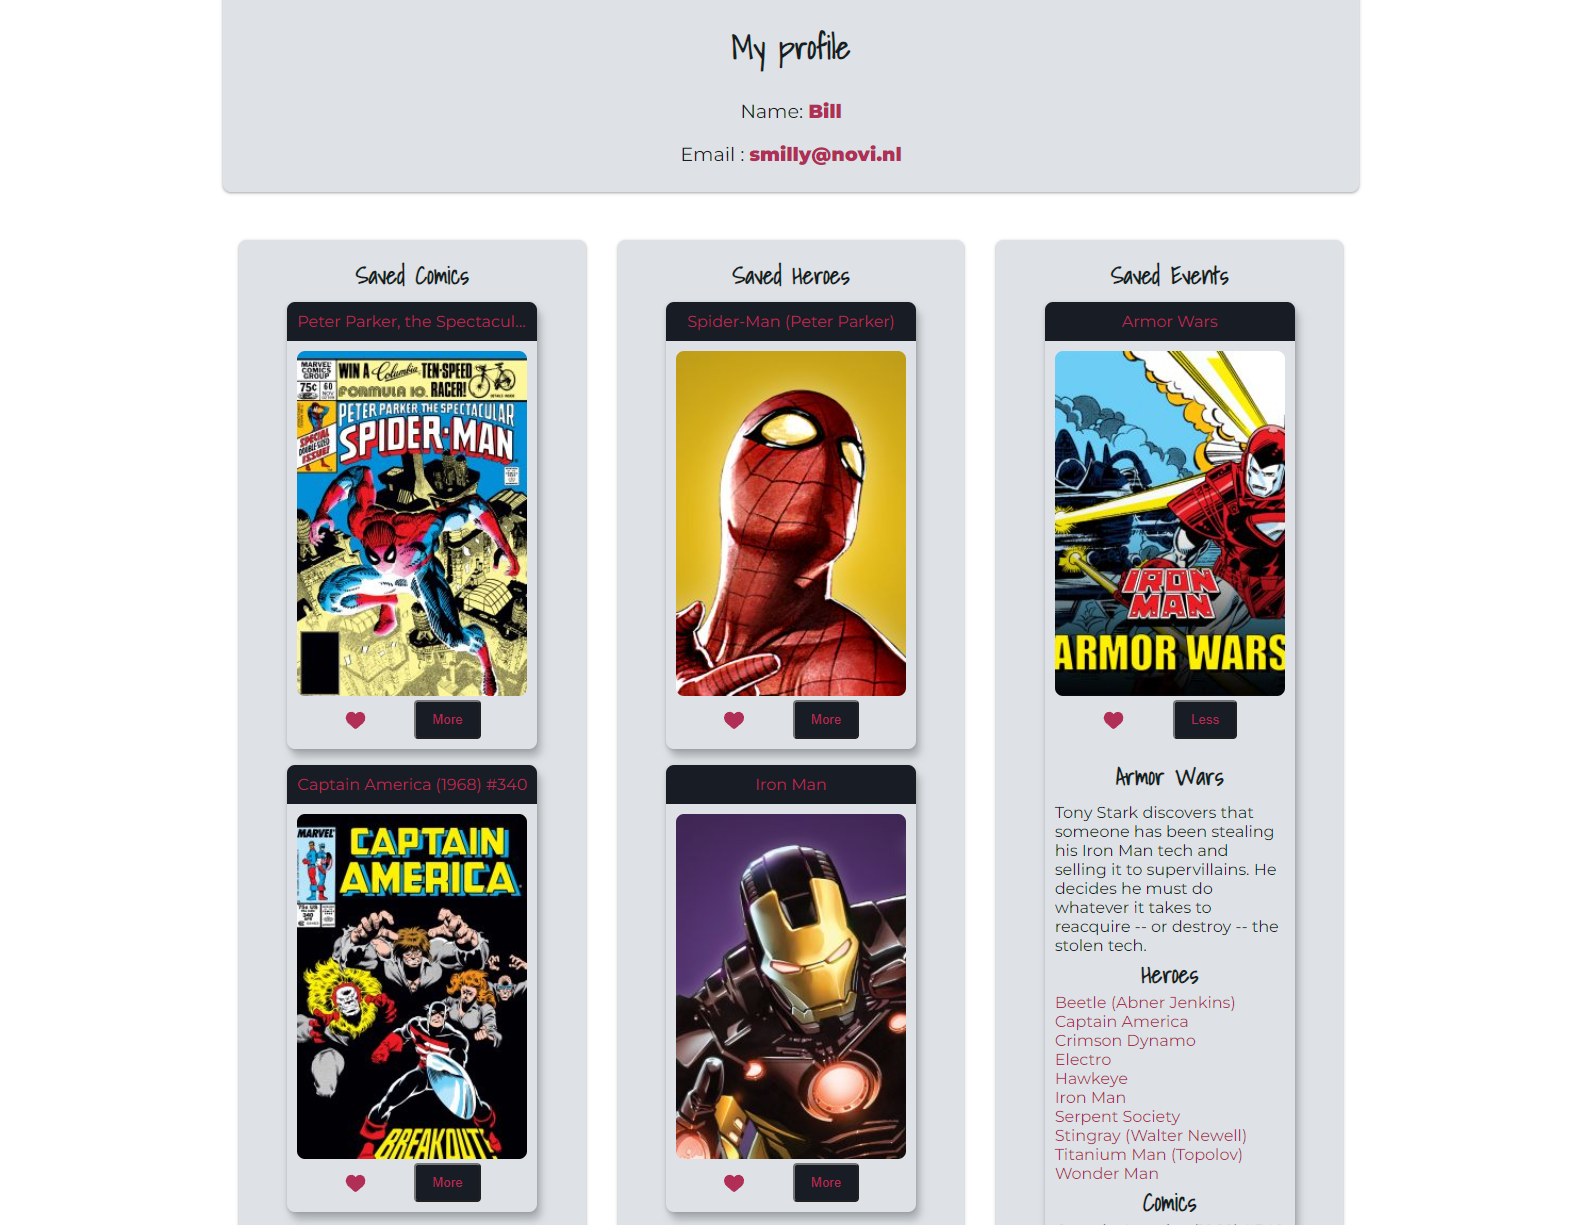 My profile
Name: Bill
Email : smilly@novi.nl
Saved Comics
Peter Parker, the Spectacul...
MARVEL COMICS GROUP
WIN A Columbia TEN-SPEED
FORMULA 10. RACER!
75¢ 60 NOV
PETER PARKER THE SPECTACULAR
SPIDER-MAN
SPECIAL DOUBLE-SIZED ISSUE!
More
Captain America (1968) #340
MARVEL
CAPTAIN
AMERICA
340
BREAKOUT!
More
Saved Heroes
Spider-Man (Peter Parker)
More
Iron Man
More
Saved Events
Armor Wars
IRON
MAN
ARMOR WARS
Less
Armor Wars
Tony Stark discovers that
someone has been stealing
his Iron Man tech and
selling it to supervillains. He
decides he must do
whatever it takes to
reacquire -- or destroy -- the
stolen tech.
Heroes
Beetle (Abner Jenkins)
Captain America
Crimson Dynamo
Electro
Hawkeye
Iron Man
Serpent Society
Stingray (Walter Newell)
Titanium Man (Topolov)
Wonder Man
Comics